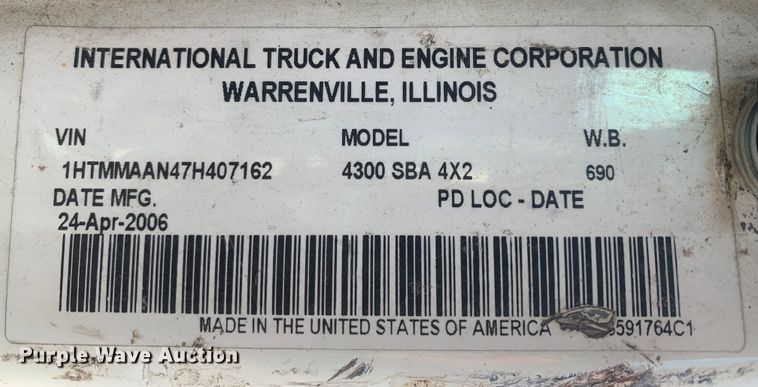 INTERNATIONAL TRUCK AND ENGINE CORPORATION
WARRENVILLE, ILLINOIS
VIN MODEL W.B.
1HTMMAAN47H407162 4300 SBA 4X2 690
DATE MFG. PD LOC - DATE
24-Apr-2006
MADE IN THE UNITED STATES OF AMERICA
Purple Wave Auction